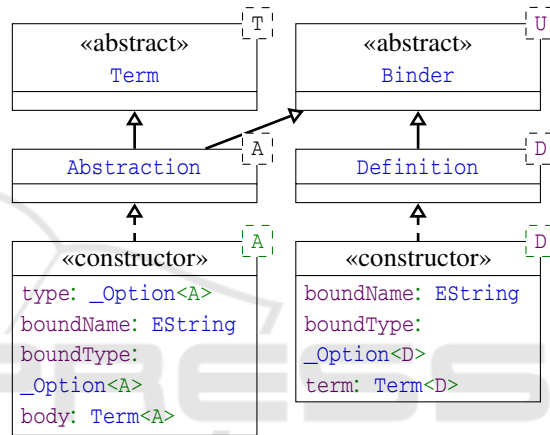 T
«abstract»
Term
U
«abstract»
Binder
A
Abstraction
D
Definition
A
«constructor»
type: _Option<A>
boundName: EString
boundType:
_Option<A>
body: Term<A>
D
«constructor»
boundName: EString
boundType:
_Option<D>
term: Term<D>